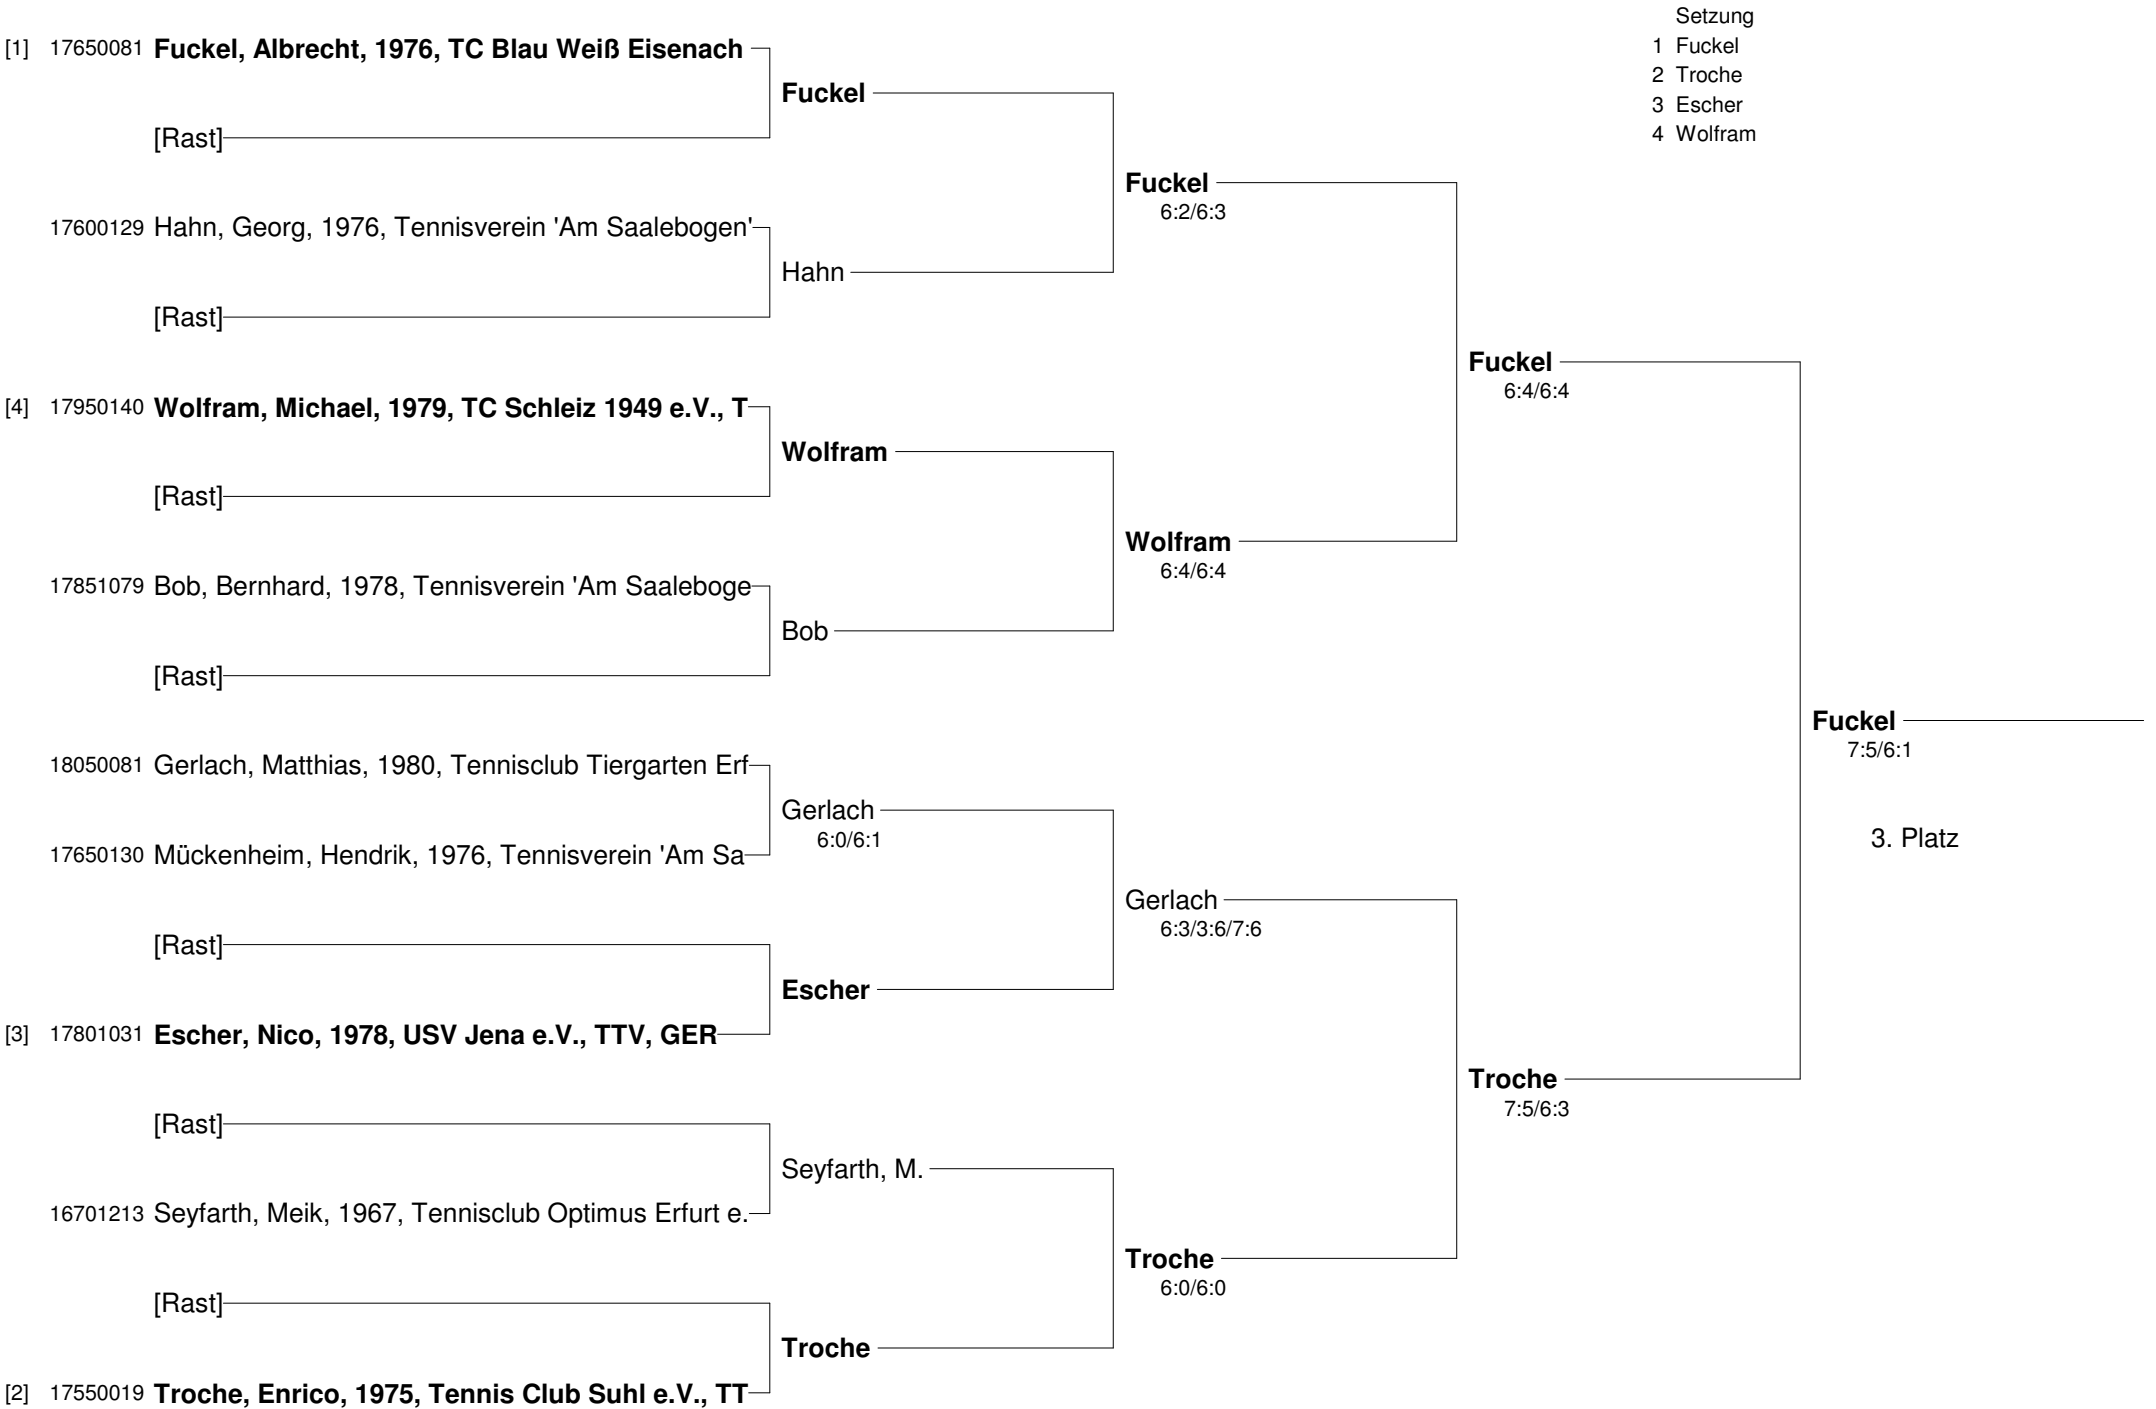 Setzung
1 Fuckel
2 Troche
3 Escher
4 Wolfram
[1] 17650081 Fuckel, Albrecht, 1976, TC Blau Weiß Eisenach
Fuckel
[Rast]
Fuckel
6:2/6:3
17600129 Hahn, Georg, 1976, Tennisverein 'Am Saalebogen'
Hahn
[Rast]
Fuckel
6:4/6:4
[4] 17950140 Wolfram, Michael, 1979, TC Schleiz 1949 e.V., T
Wolfram
[Rast]
Wolfram
6:4/6:4
17851079 Bob, Bernhard, 1978, Tennisverein 'Am Saaleboge
Bob
[Rast]
Fuckel
7:5/6:1
18050081 Gerlach, Matthias, 1980, Tennisclub Tiergarten Erf
Gerlach
6:0/6:1
3. Platz
17650130 Mückenheim, Hendrik, 1976, Tennisverein 'Am Sa
Gerlach
6:3/3:6/7:6
[Rast]
Escher
[3] 17801031 Escher, Nico, 1978, USV Jena e.V., TTV, GER
Troche
7:5/6:3
[Rast]
Seyfarth, M.
16701213 Seyfarth, Meik, 1967, Tennisclub Optimus Erfurt e.
Troche
6:0/6:0
[Rast]
Troche
[2] 17550019 Troche, Enrico, 1975, Tennis Club Suhl e.V., TT